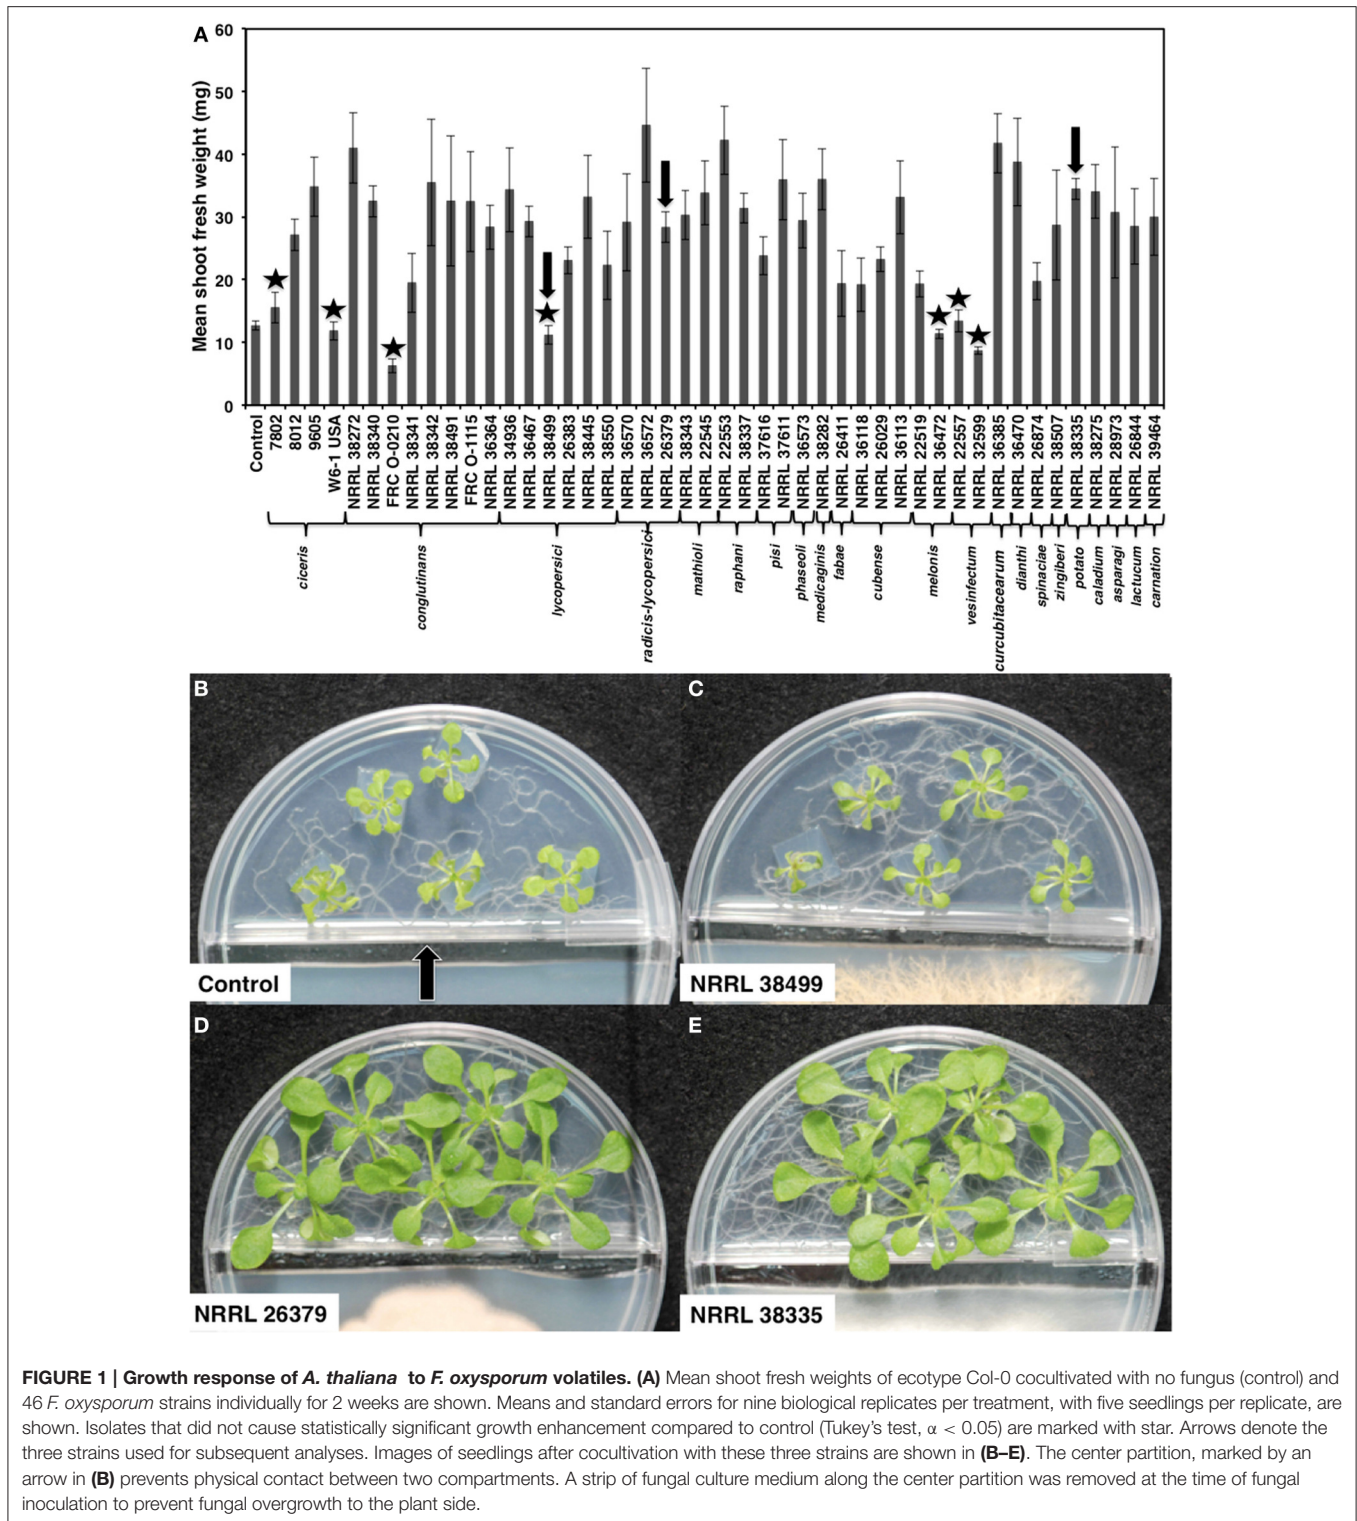 A
Mean shoot fresh weight (mg)
60
50
40
30
20
10
0
Control
7802
8012
9605
W6-1 USA
NRRL 38272
NRRL 38340
FRC O-0210
NRRL 38341
NRRL 38342
NRRL 38491
FRC O-1115
NRRL 36364
NRRL 34936
NRRL 36467
NRRL 38499
NRRL 26383
NRRL 38445
NRRL 38550
NRRL 36570
NRRL 36572
NRRL 26379
NRRL 38343
NRRL 22545
NRRL 22553
NRRL 38337
NRRL 37616
NRRL 37611
NRRL 36573
NRRL 38282
NRRL 26411
NRRL 36118
NRRL 26029
NRRL 36113
NRRL 22519
NRRL 36472
NRRL 22557
NRRL 32599
NRRL 36385
NRRL 36470
NRRL 26874
NRRL 38507
NRRL 38335
NRRL 38275
NRRL 28973
NRRL 26844
NRRL 39464
ciceris
conglutinans
lycopersici
radicis-lycopersici
mathioli
raphani
pisi
phaseoli
medicaginis
fabae
cubense
melonis
vesinfectum
curcubitacearum
dianthi
spinaciae
zingiberi
potato
caladium
asparagi
lactucum
carnation
B
Control
C
NRRL 38499
D
NRRL 26379
E
NRRL 38335
FIGURE 1 | Growth response of A. thaliana to F. oxysporum volatiles. (A) Mean shoot fresh weights of ecotype Col-0 cocultivated with no fungus (control) and
46 F. oxysporum strains individually for 2 weeks are shown. Means and standard errors for nine biological replicates per treatment, with five seedlings per replicate, are
shown. Isolates that did not cause statistically significant growth enhancement compared to control (Tukey's test, α < 0.05) are marked with star. Arrows denote the
three strains used for subsequent analyses. Images of seedlings after cocultivation with these three strains are shown in (B–E). The center partition, marked by an
arrow in (B) prevents physical contact between two compartments. A strip of fungal culture medium along the center partition was removed at the time of fungal
inoculation to prevent fungal overgrowth to the plant side.